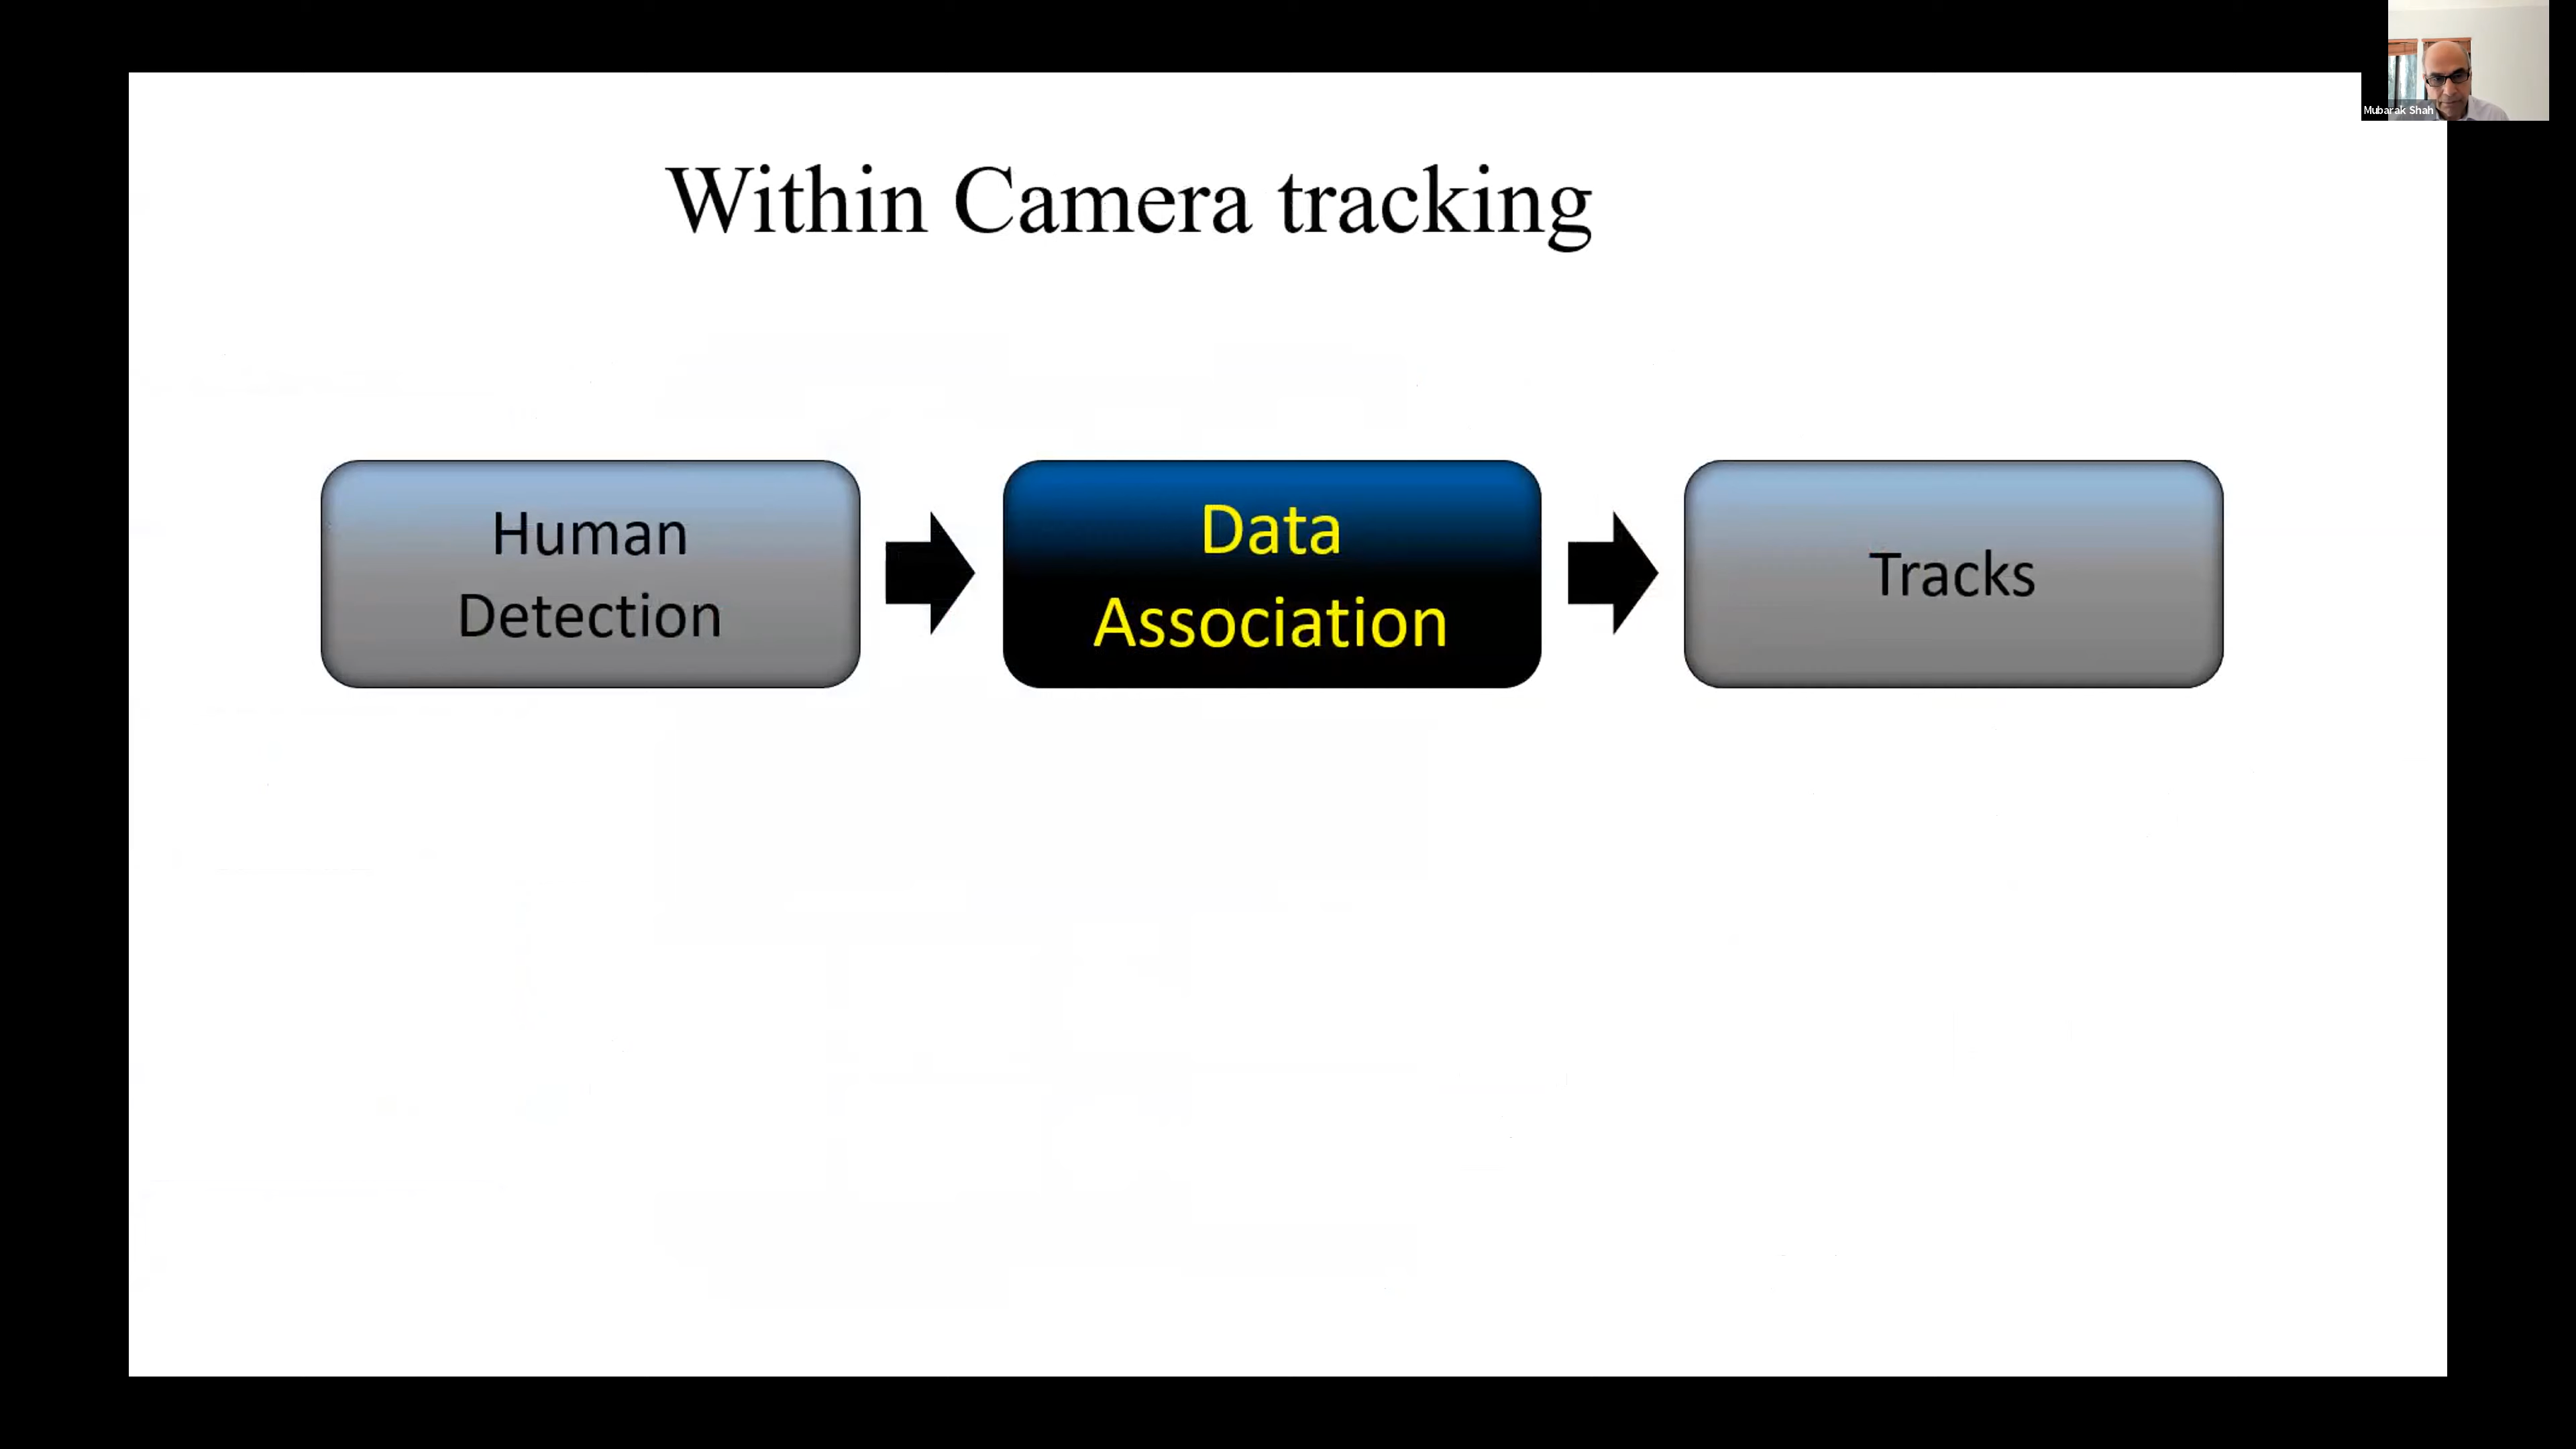 Mubarak Shah
Within Camera tracking
Human
Detection
Data
Association
Tracks